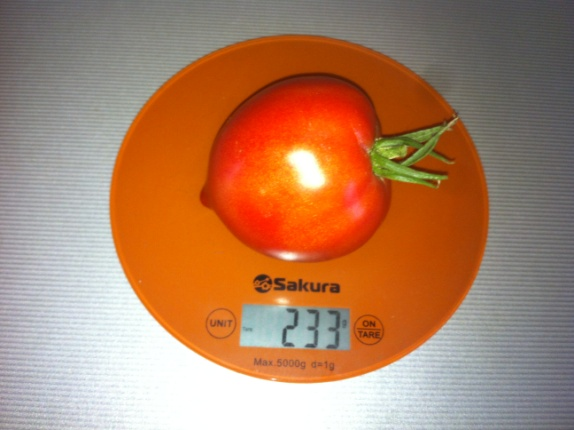 Sakura
UNIT
233
g
ON
TARE
Max.5000g d=1g